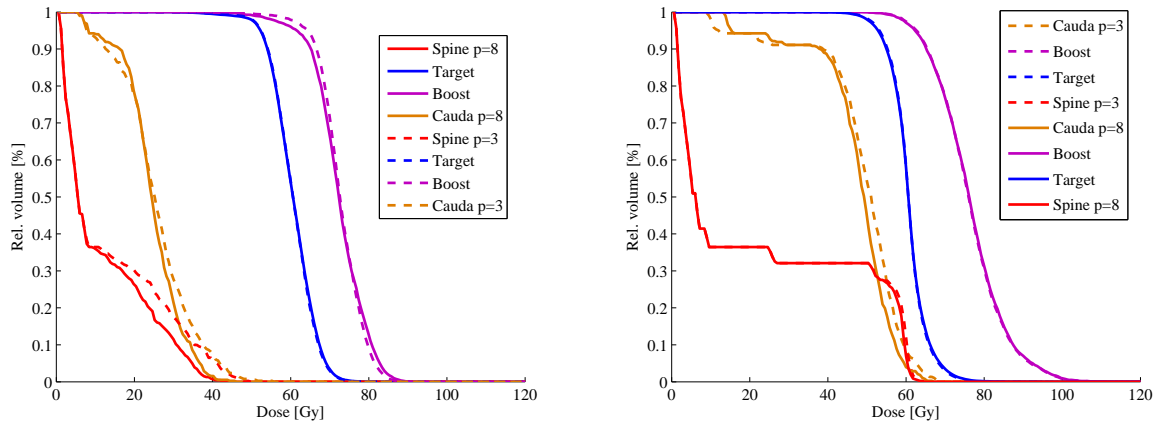 1
0.9
0.8
0.7
0.6
0.5
0.4
0.3
0.2
0.1
0
0 20 40 60 80 100 120
Rel. volume [%]
Dose [Gy]
Spine p=8
Target
Boost
Cauda p=8
Spine p=3
Target
Boost
Cauda p=3
1
0.9
0.8
0.7
0.6
0.5
0.4
0.3
0.2
0.1
0
0 20 40 60 80 100 120
Rel. volume [%]
Dose [Gy]
Cauda p=3
Boost
Target
Spine p=3
Cauda p=8
Boost
Target
Spine p=8